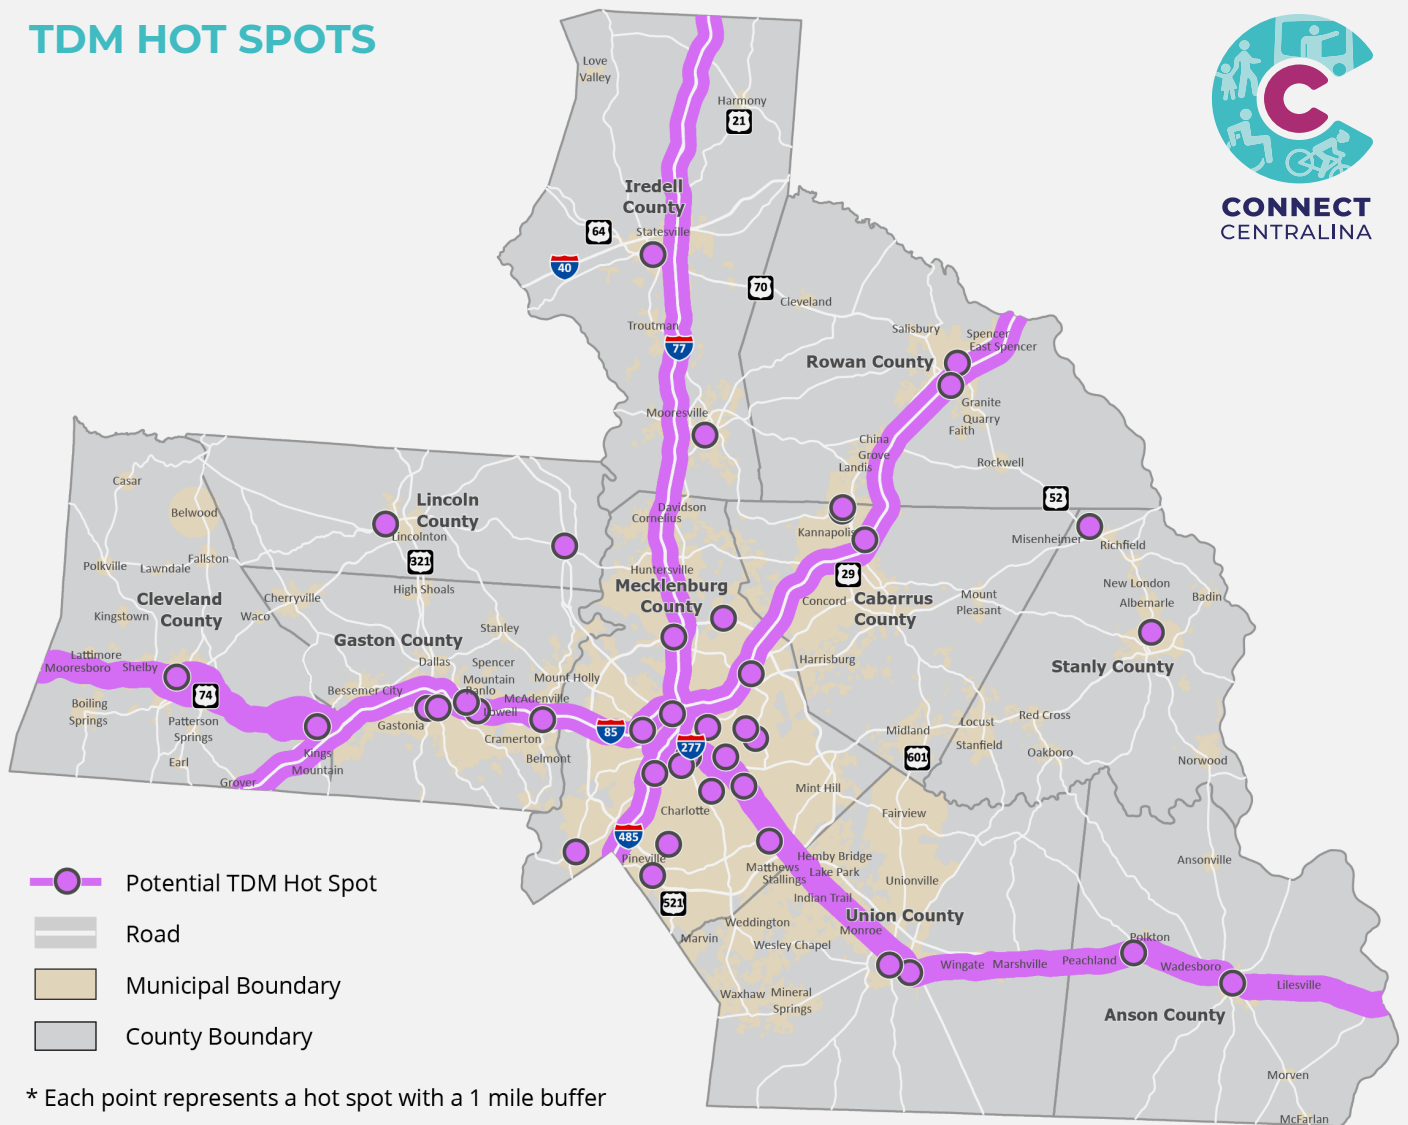 TDM HOT SPOTS
CONNECT
CENTRALINA
Love
Valley
Harmony
21
Iredell
County
64
Statesville
40
70
Cleveland
Troutman
77
Salisbury
Spencer
East Spencer
Rowan County
Granite
Quarry
Faith
Mooresville
China
Grove
Landis
Rockwell
52
Casar
Belwood
Lincoln
County
Lincolnton
321
Davidson
Cornelius
Kannapolis
Misenheimer
Richfield
Polkville
Lawndale
Fallston
Cleveland
County
Kingstown
Waco
Cherryville
High Shoals
Huntersville
Mecklenburg
County
29
Concord
Cabarrus
County
Mount
Pleasant
New London
Albemarle
Badin
Gaston County
Stanley
Lattimore
Mooresboro
Shelby
74
Boiling
Springs
Patterson
Springs
Earl
Grover
Kings
Mountain
Bessemer City
Dallas
Spencer
Mountain
Ranlo
Lowell
McAdenville
Mount Holly
Gastonia
Cramerton
Belmont
85
277
Harrisburg
Stanly County
Midland
601
Locust
Stanfield
Red Cross
Oakboro
Norwood
Charlotte
Mint Hill
485
Pineville
521
Fairview
Matthews
Stallings
Hemby Bridge
Lake Park
Indian Trail
Unionville
Ansonville
Union County
Monroe
Weddington
Marvin
Wesley Chapel
Waxhaw
Mineral
Springs
Wingate
Marshville
Peachland
Polkton
Wadesboro
Lilesville
Anson County
Morven
McFarlan
Potential TDM Hot Spot
Road
Municipal Boundary
County Boundary
* Each point represents a hot spot with a 1 mile buffer